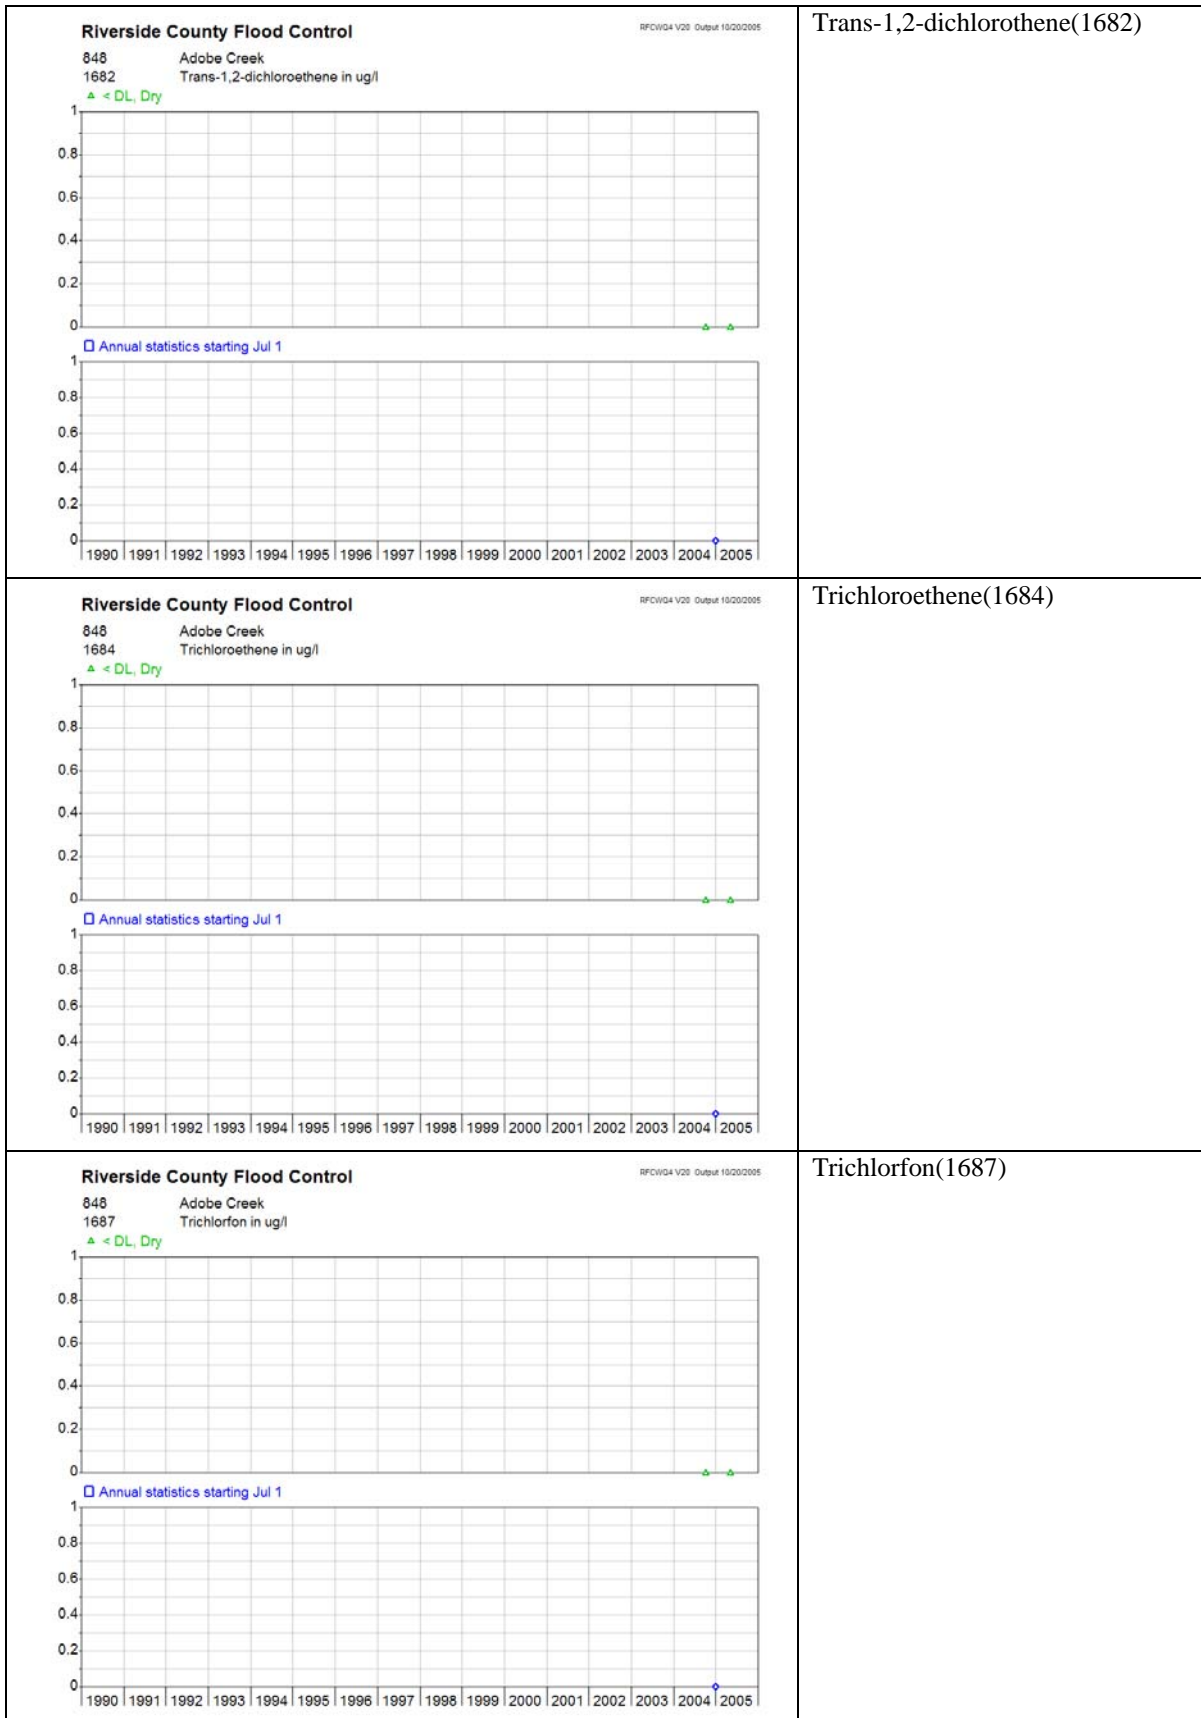 Riverside County Flood Control
RFCWQ4 V20 Output 10/20/2005
848 Adobe Creek
1682 Trans-1,2-dichloroethene in ug/l
< DL, Dry
1
0.8
0.6
0.4
0.2
0
Annual statistics starting Jul 1
1
0.8
0.6
0.4
0.2
0
1990 1991 1992 1993 1994 1995 1996 1997 1998 1999 2000 2001 2002 2003 2004 2005
Trans-1,2-dichlorothene(1682)
Riverside County Flood Control
RFCWQ4 V20 Output 10/20/2005
848 Adobe Creek
1684 Trichloroethene in ug/l
< DL, Dry
1
0.8
0.6
0.4
0.2
0
Annual statistics starting Jul 1
1
0.8
0.6
0.4
0.2
0
1990 1991 1992 1993 1994 1995 1996 1997 1998 1999 2000 2001 2002 2003 2004 2005
Trichloroethene(1684)
Riverside County Flood Control
RFCWQ4 V20 Output 10/20/2005
848 Adobe Creek
1687 Trichlorfon in ug/l
< DL, Dry
1
0.8
0.6
0.4
0.2
0
Annual statistics starting Jul 1
1
0.8
0.6
0.4
0.2
0
1990 1991 1992 1993 1994 1995 1996 1997 1998 1999 2000 2001 2002 2003 2004 2005
Trichlorfon(1687)